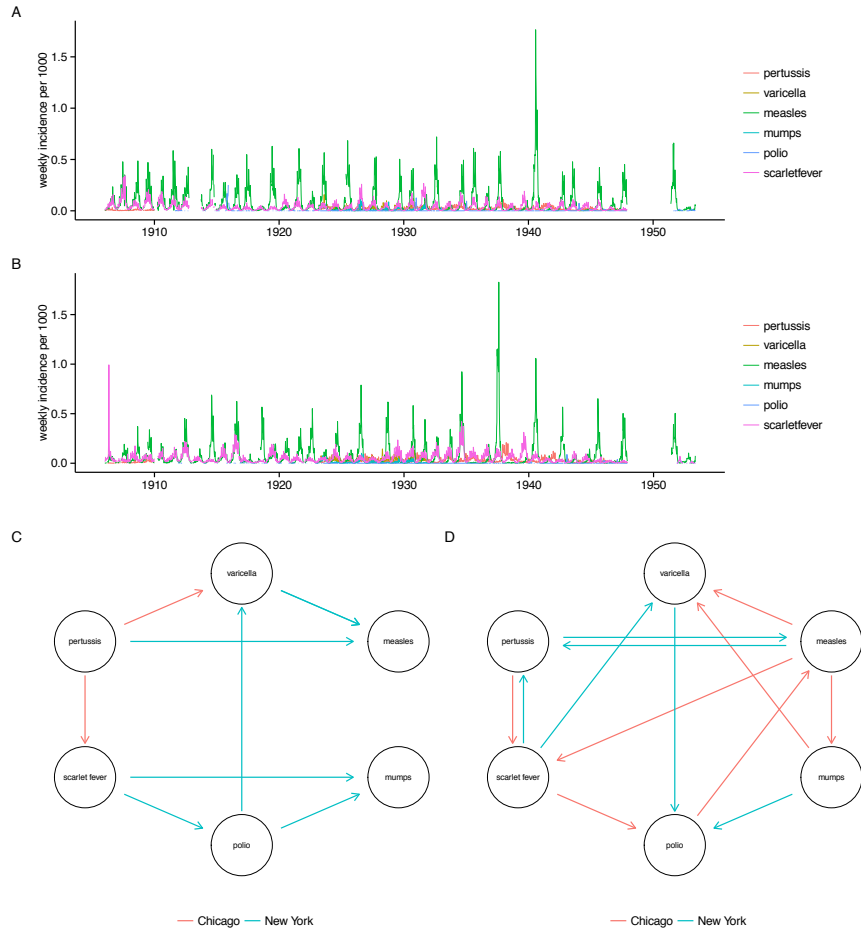 A
weekly incidence per 1000
1.5
1.0
0.5
0.0
1910
1920
1930
1940
1950
pertussis
varicella
measles
mumps
polio
scarletfever
B
weekly incidence per 1000
1.5
1.0
0.5
0.0
1910
1920
1930
1940
1950
pertussis
varicella
measles
mumps
polio
scarletfever
C
varicella
pertussis
measles
scarlet fever
mumps
polio
Chicago
New York
D
varicella
pertussis
measles
scarlet fever
mumps
polio
Chicago
New York